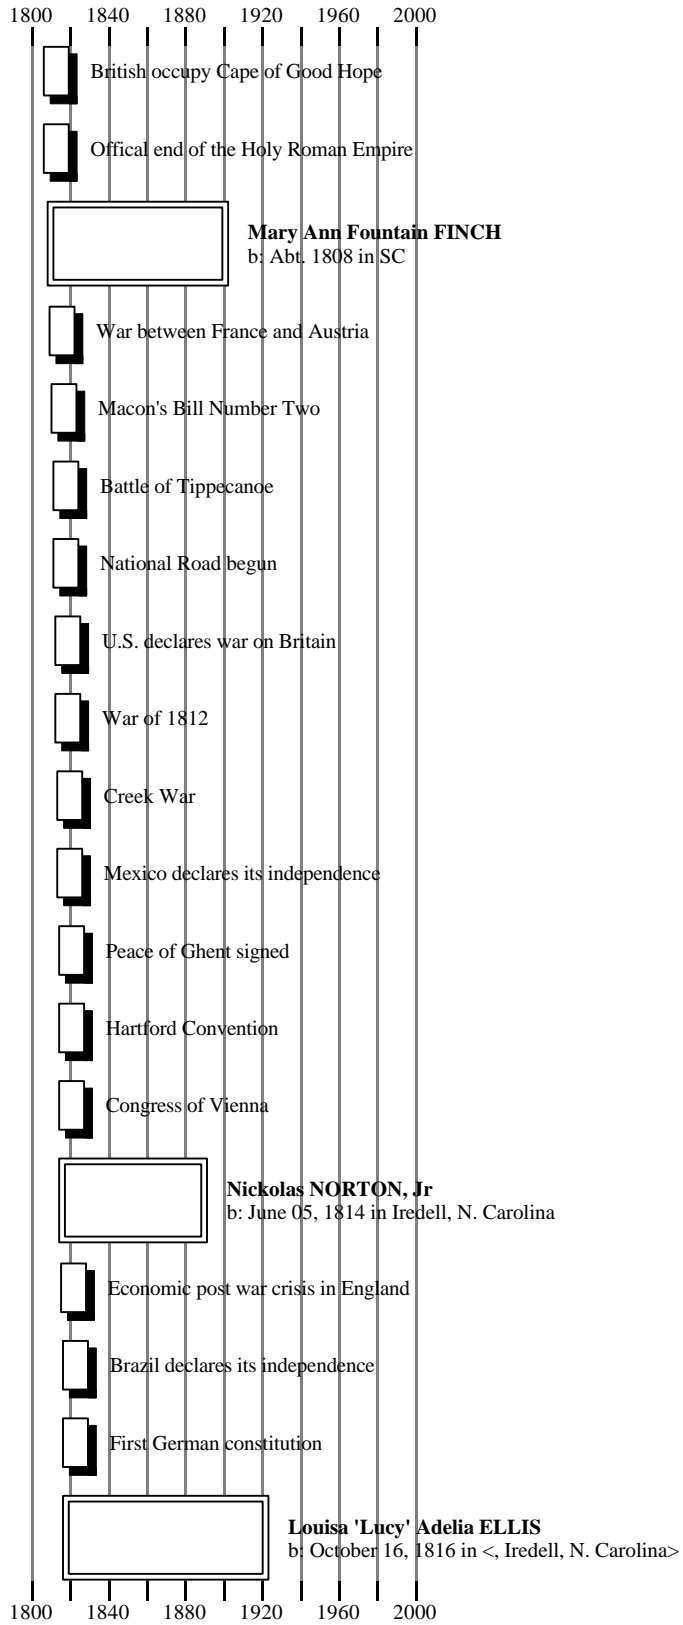 1800 1840 1880 1920 1960 2000
British occupy Cape of Good Hope
Offical end of the Holy Roman Empire
Mary Ann Fountain FINCH
b: Abt. 1808 in SC
War between France and Austria
Macon's Bill Number Two
Battle of Tippecanoe
National Road begun
U.S. declares war on Britain
War of 1812
Creek War
Mexico declares its independence
Peace of Ghent signed
Hartford Convention
Congress of Vienna
Nickolas NORTON, Jr
b: June 05, 1814 in Iredell, N. Carolina
Economic post war crisis in England
Brazil declares its independence
First German constitution
Louisa 'Lucy' Adelia ELLIS
b: October 16, 1816 in <, Iredell, N. Carolina>
1800 1840 1880 1920 1960 2000